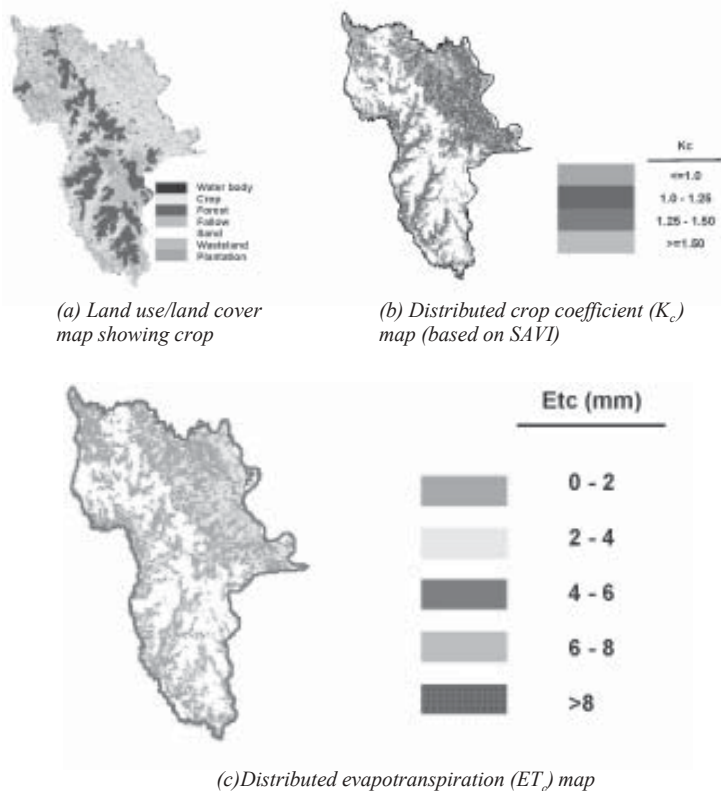 Water body
Crop
Forest
Fallow
Sand
Wasteland
Plantation
Kc
<=1.0
1.0 - 1.25
1.25 - 1.50
>=1.50
(a) Land use/land cover
map showing crop
(b) Distributed crop coefficient (Kc)
map (based on SAVI)
Etc (mm)
0 - 2
2 - 4
4 - 6
6 - 8
>8
(c)Distributed evapotranspiration (ETc) map